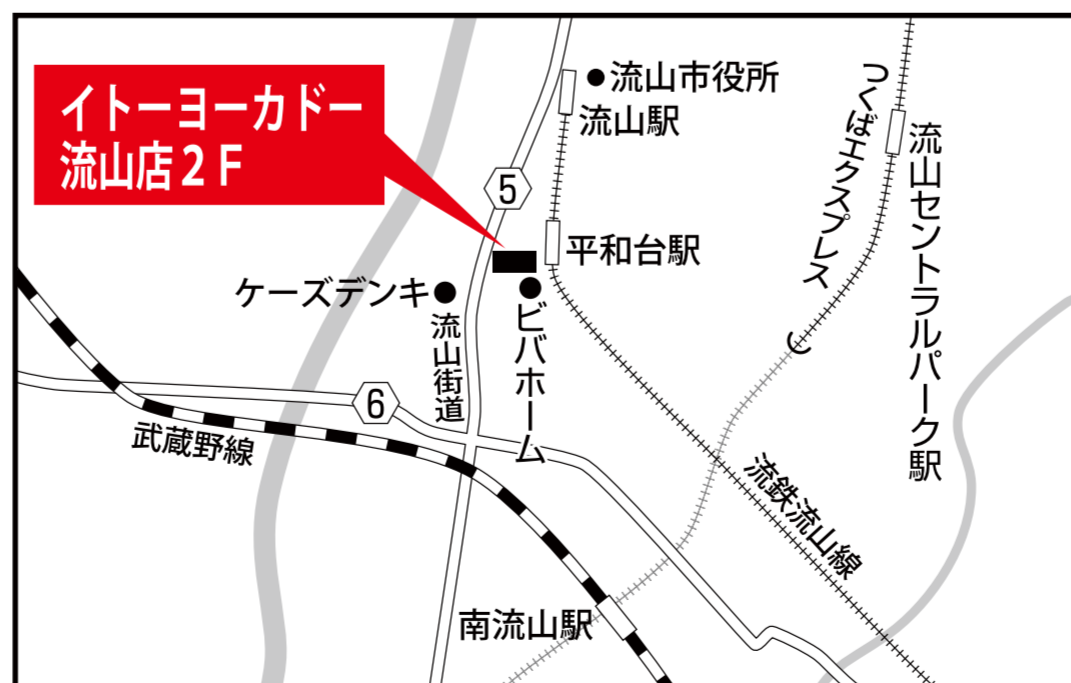 イトーヨーカドー
流山店２Ｆ
流山市役所
流山駅
5
平和台駅
ケーズデンキ
ビバホーム
流山街道
6
武蔵野線
つくばエクスプレス
流山セントラルパーク駅
流鉄流山線
南流山駅